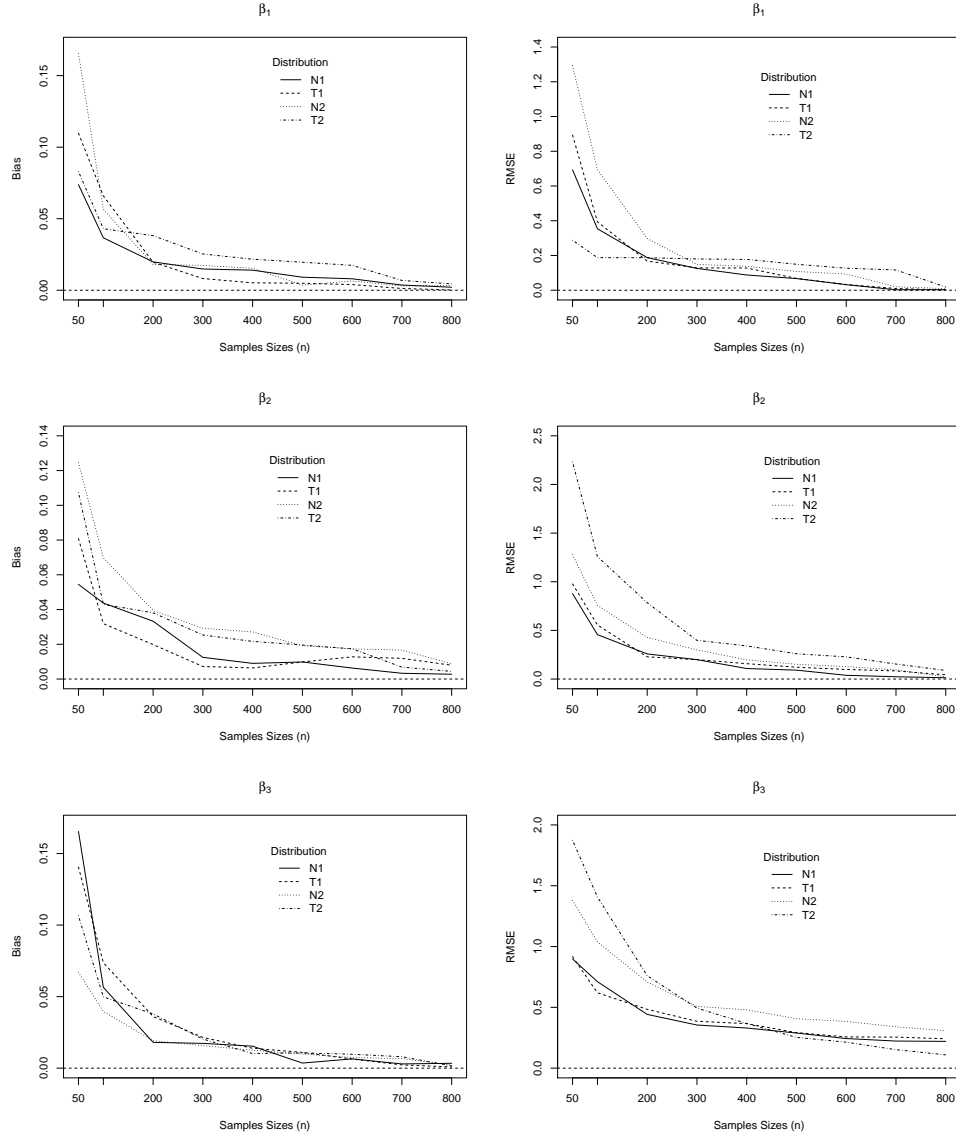 β1
Bias
0.00 0.05 0.10 0.15
Distribution
N1
T1
N2
T2
50 200 300 400 500 600 700 800
Samples Sizes (n)
β1
RMSE
0.0 0.2 0.4 0.6 0.8 1.0 1.2 1.4
Distribution
N1
T1
N2
T2
50 200 300 400 500 600 700 800
Samples Sizes (n)
β2
Bias
0.00 0.02 0.04 0.06 0.08 0.10 0.12 0.14
Distribution
N1
T1
N2
T2
50 200 300 400 500 600 700 800
Samples Sizes (n)
β2
RMSE
0.0 0.5 1.0 1.5 2.0 2.5
Distribution
N1
T1
N2
T2
50 200 300 400 500 600 700 800
Samples Sizes (n)
β3
Bias
0.00 0.05 0.10 0.15
Distribution
N1
T1
N2
T2
50 200 300 400 500 600 700 800
Samples Sizes (n)
β3
RMSE
0.0 0.5 1.0 1.5 2.0
Distribution
N1
T1
N2
T2
50 200 300 400 500 600 700 800
Samples Sizes (n)